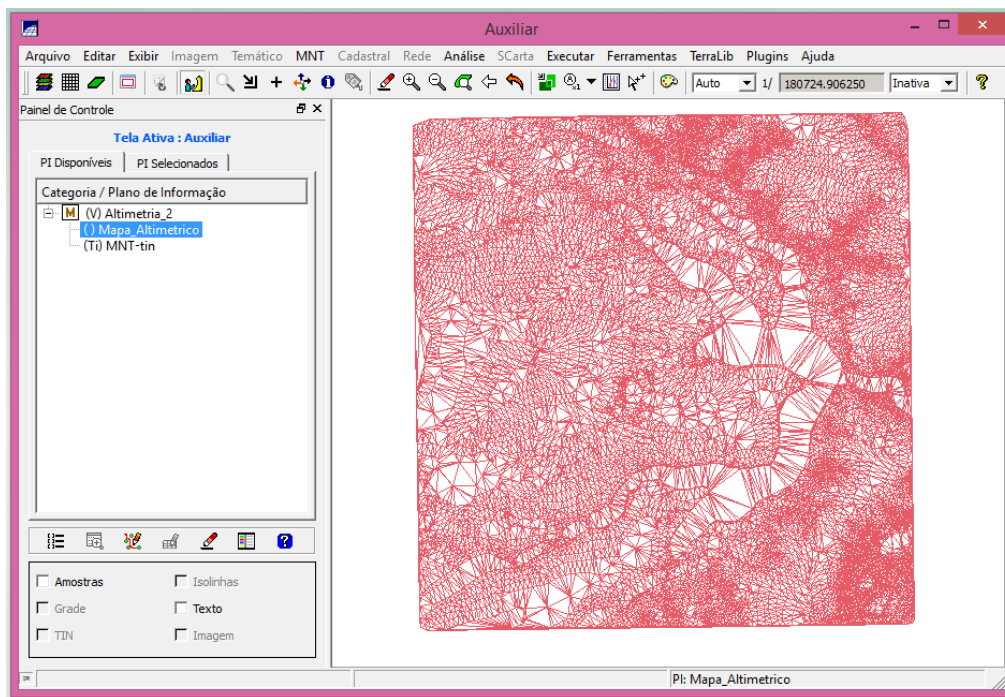 Auxiliar
Arquivo Editar Exibir Imagem Temático MNT Cadastral Rede Análise SCarta Executar Ferramentas TerraLib Plugins Ajuda
Auto 1/ 180724.906250 Inativa
Painel de Controle
Tela Ativa : Auxiliar
PI Disponíveis PI Selecionados
Categoria / Plano de Informação
M (V) Altimetria_2
( ) Mapa_Altimetrico
(Ti) MNT-tin
Amostras Isolinhas
Grade Texto
TIN Imagem
PI: Mapa_Altimetrico